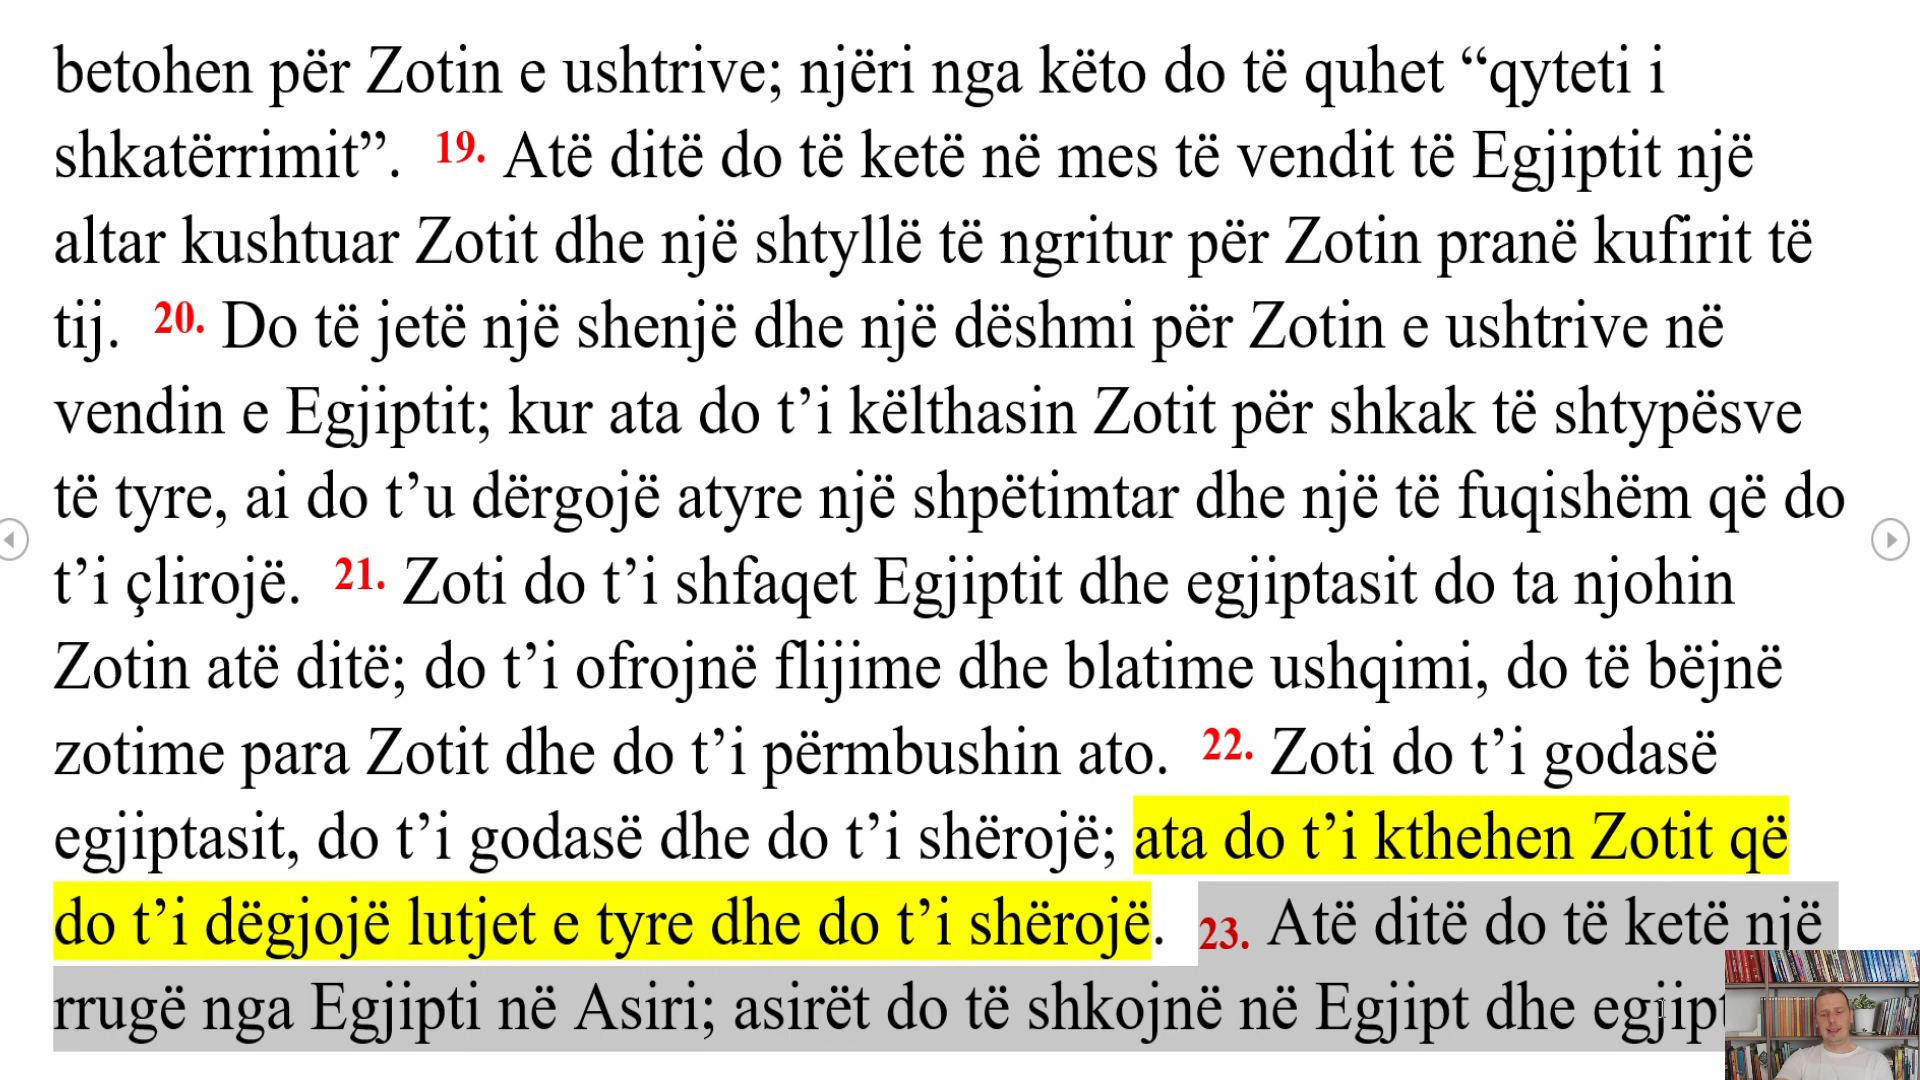 betohen për Zotin e ushtrive; njëri nga këto do të quhet “qyteti i
shkatërrimit”. 19. Atë ditë do të ketë në mes të vendit të Egjiptit një
altar kushtuar Zotit dhe një shtyllë të ngritur për Zotin pranë kufirit të
tij. 20. Do të jetë një shenjë dhe një dëshmi për Zotin e ushtrive në
vendin e Egjiptit; kur ata do t’i këlthasin Zotit për shkak të shtypësve
të tyre, ai do t’u dërgojë atyre një shpëtimtar dhe një të fuqishëm që do
t’i çlirojë. 21. Zoti do t’i shfaqet Egjiptit dhe egjiptasit do ta njohin
Zotin atë ditë; do t’i ofrojnë flijime dhe blatime ushqimi, do të bëjnë
zotime para Zotit dhe do t’i përmbushin ato. 22. Zoti do t’i godasë
egjiptasit, do t’i godasë dhe do t’i shërojë; ata do t’i kthehen Zotit që
do t’i dëgjojë lutjet e tyre dhe do t’i shërojë. 23. Atë ditë do të ketë një
rrugë nga Egjipti në Asiri; asirët do të shkojnë në Egjipt dhe